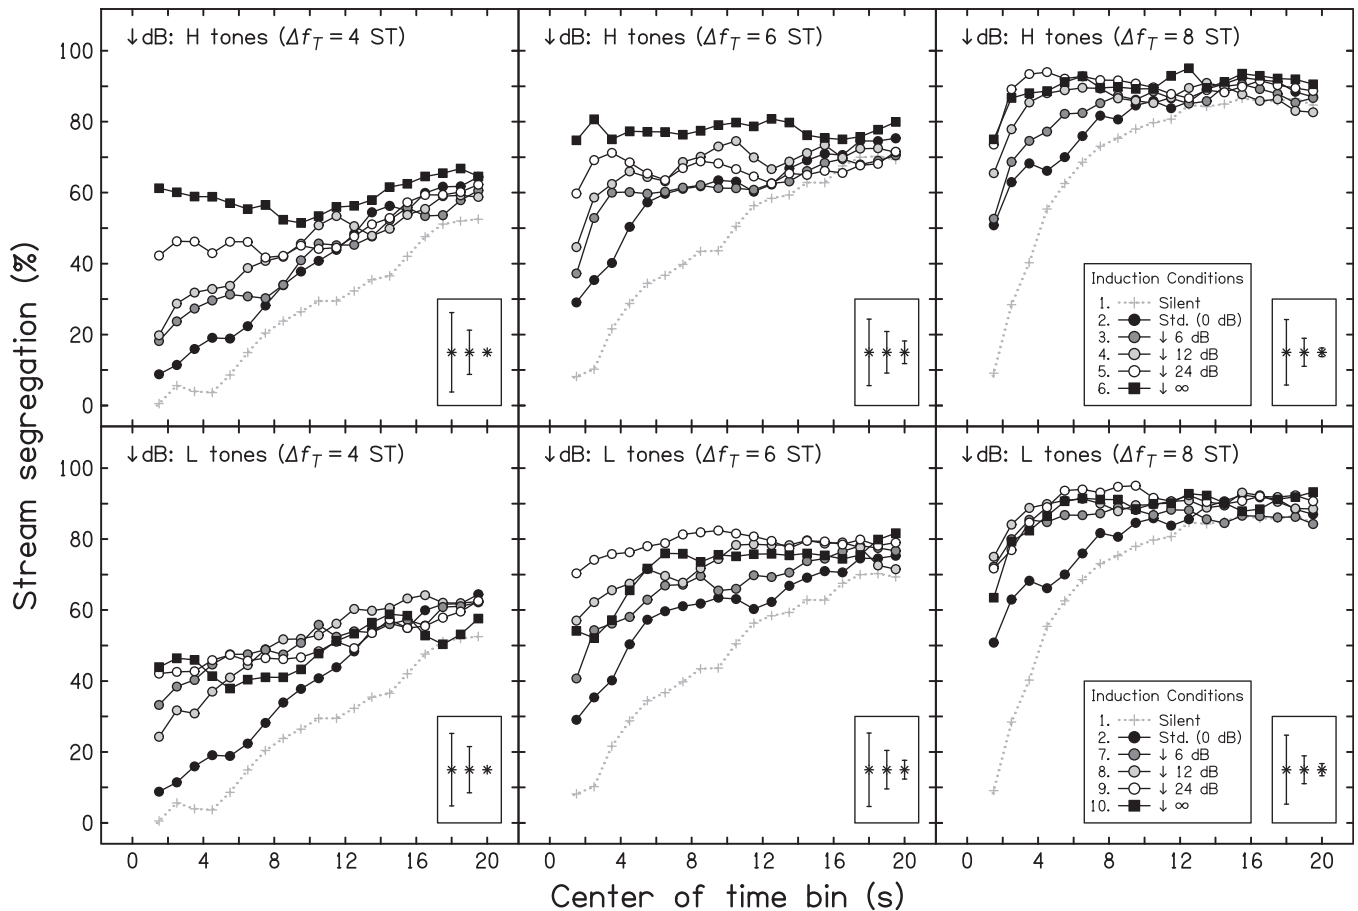 ↓dB: H tones (Δf_T = 4 ST)
↓dB: H tones (Δf_T = 6 ST)
↓dB: H tones (Δf_T = 8 ST)
100
80
60
40
20
0
Induction Conditions
1. Silent
2. Std. (0 dB)
3. ↓ 6 dB
4. ↓ 12 dB
5. ↓ 24 dB
6. ↓ ∞
Stream segregation (%)
↓dB: L tones (Δf_T = 4 ST)
↓dB: L tones (Δf_T = 6 ST)
↓dB: L tones (Δf_T = 8 ST)
100
80
60
40
20
0
Induction Conditions
1. Silent
2. Std. (0 dB)
7. ↓ 6 dB
8. ↓ 12 dB
9. ↓ 24 dB
10. ↓ ∞
0 4 8 12 16 20 0 4 8 12 16 20 0 4 8 12 16 20
Center of time bin (s)